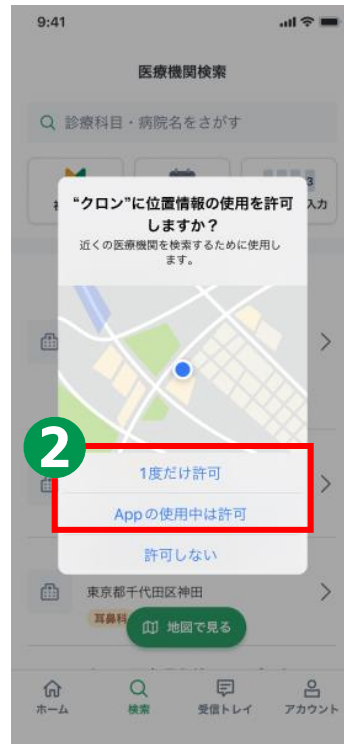 9:41
医療機関検索
診療科目・病院名をさがす
3
入力
“クロン”に位置情報の使用を許可
しますか？
近くの医療機関を検索するために使用し
ます。
2
1度だけ許可
Appの使用中は許可
許可しない
東京都千代田区神田
耳鼻科
地図で見る
ホーム
検索
受信トレイ
アカウント